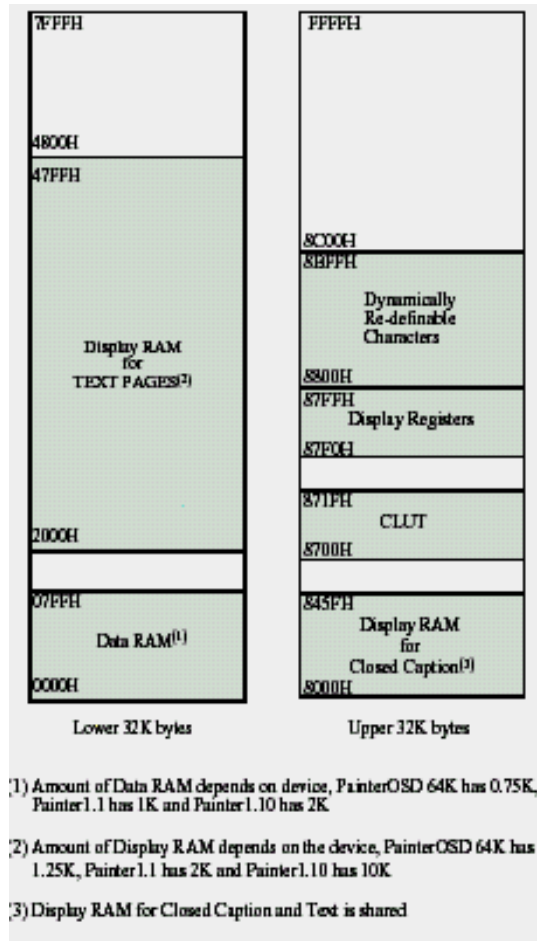 7FFFH
4800H
47FFH
Display RAM
for
TEXT PAGES(2)
2000H
07FFH
Data RAM(1)
0000H
Lower 32K bytes
FFFFH
8C00H
8BFFH
Dynamically
Re-definable
Characters
8800H
87FFH
Display Registers
87F0H
871FH
CLUT
8700H
845FH
Display RAM
for
Closed Caption(3)
8000H
Upper 32K bytes
(1) Amount of Data RAM depends on device, PainterOSD 64K has 0.75K,
Painter1.1 has 1K and Painter1.10 has 2K
(2) Amount of Display RAM depends on the device, PainterOSD 64K has
1.25K, Painter1.1 has 2K and Painter1.10 has 10K
(3) Display RAM for Closed Caption and Text is shared